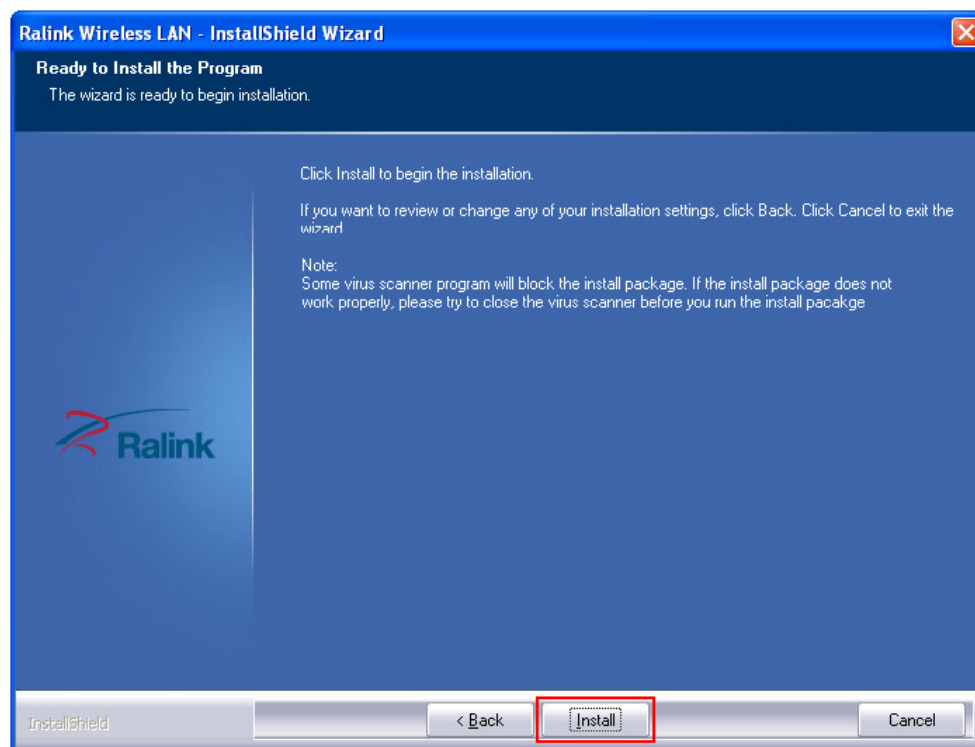 Ralink Wireless LAN - InstallShield Wizard
Ready to Install the Program
The wizard is ready to begin installation.
Click Install to begin the installation.
If you want to review or change any of your installation settings, click Back. Click Cancel to exit the
wizard
Note:
Some virus scanner program will block the install package. If the install package does not
work properly, please try to close the virus scanner before you run the install pacakge
Ralink
InstallShield
< Back
Install
Cancel